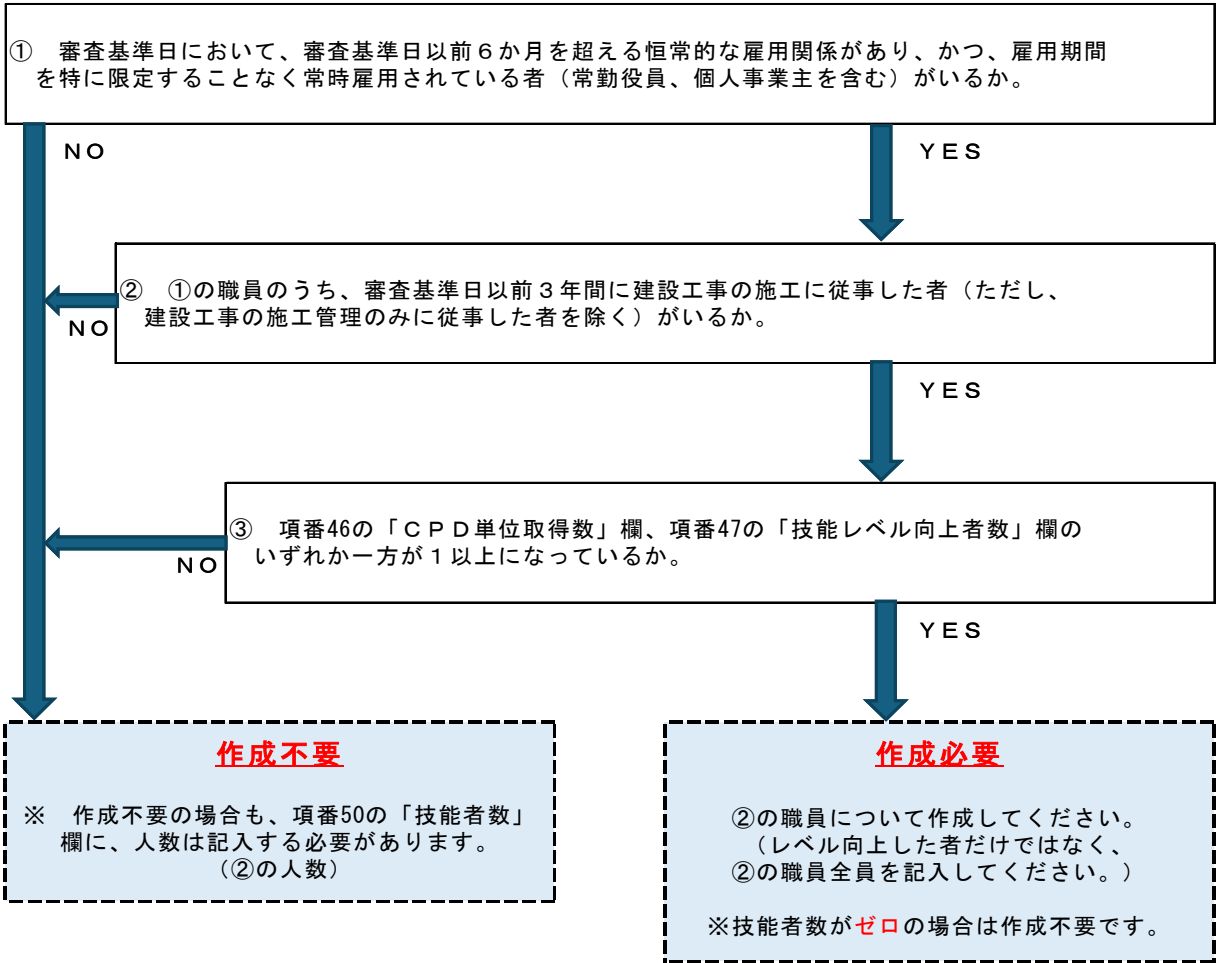 ①　審査基準日において、審査基準日以前６か月を超える恒常的な雇用関係があり、かつ、雇用期間
を特に限定することなく常時雇用されている者（常勤役員、個人事業主を含む）がいるか。
ＮＯ
ＹＥＳ
②　①の職員のうち、審査基準日以前３年間に建設工事の施工に従事した者（ただし、
建設工事の施工管理のみに従事した者を除く）がいるか。
ＮＯ
ＹＥＳ
③　項番46の「ＣＰＤ単位取得数」欄、項番47の「技能レベル向上者数」欄の
いずれか一方が１以上になっているか。
ＮＯ
ＹＥＳ
作成不要
※　作成不要の場合も、項番50の「技能者数」
欄に、人数は記入する必要があります。
（②の人数）
作成必要
②の職員について作成してください。
（レベル向上した者だけではなく、
②の職員全員を記入してください。）
※技能者数がゼロの場合は作成不要です。